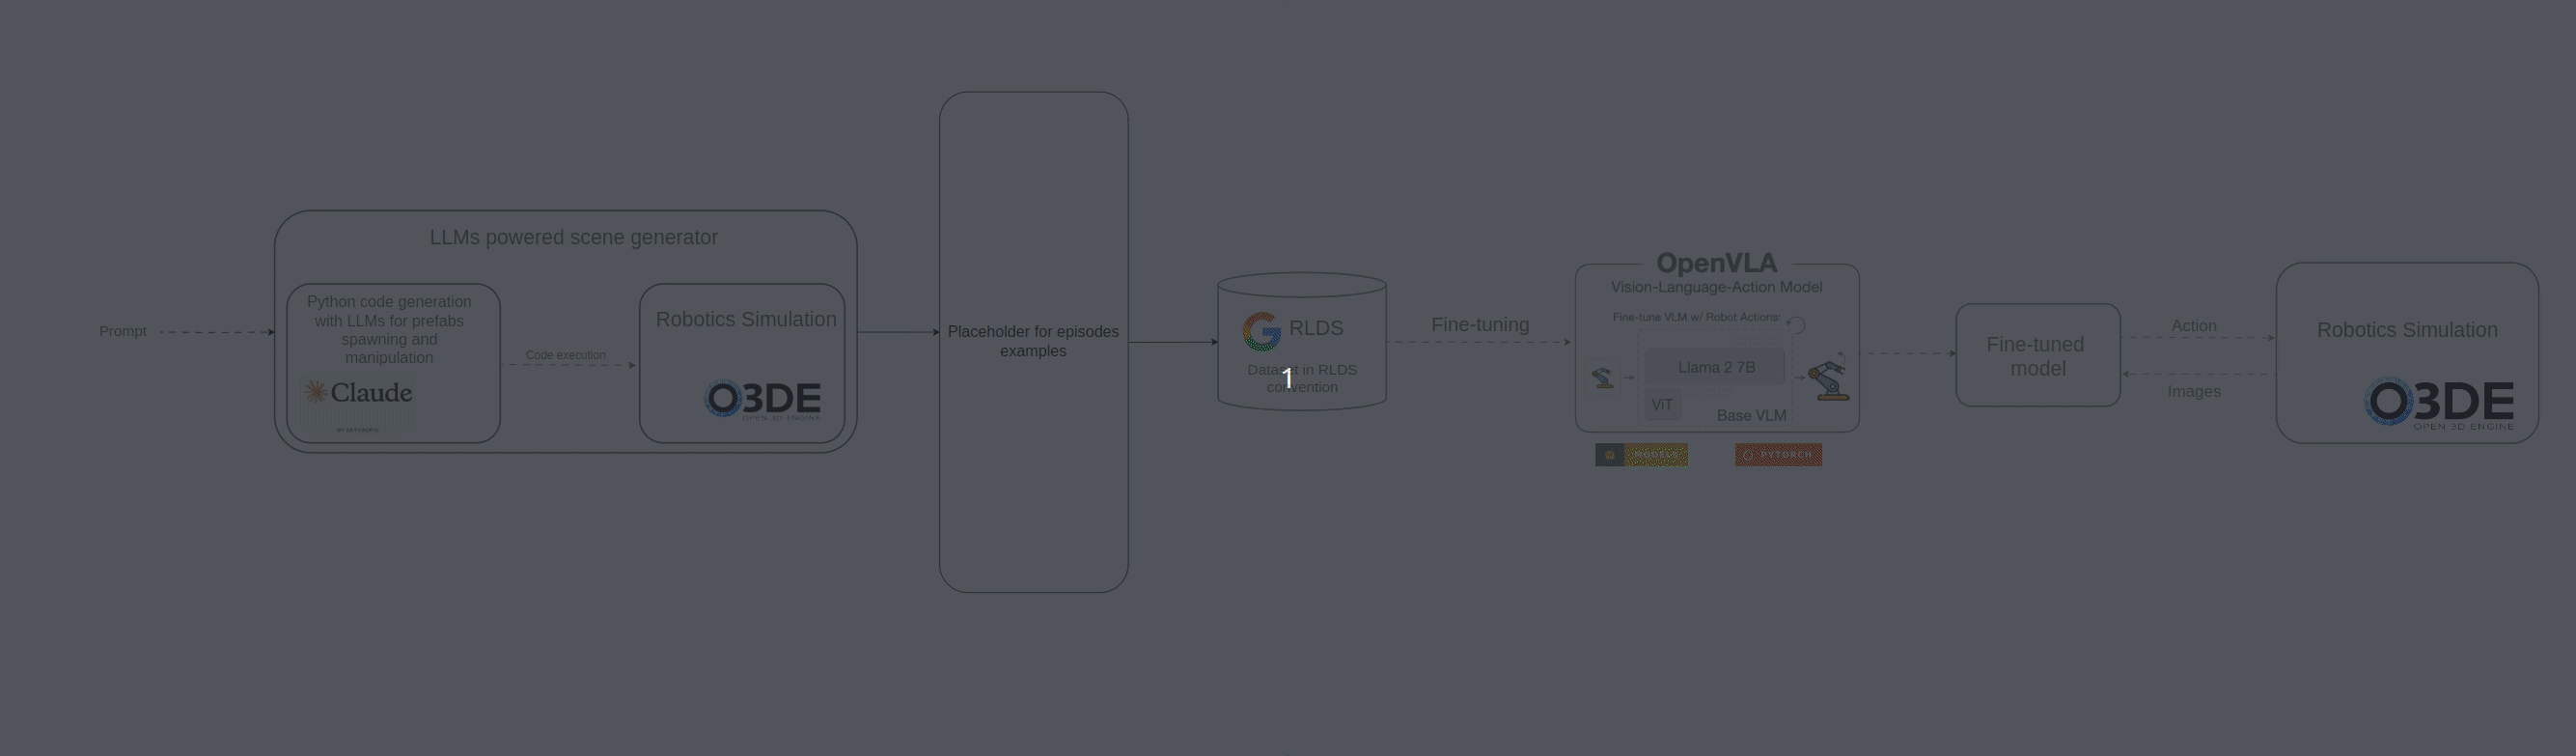 Prompt
LLMs powered scene generator
Python code generation
with LLMs for prefabs
spawning and
manipulation
Claude
BY ANTHROPIC
Code execution
Robotics Simulation
O3DE
OPEN 3D ENGINE
Placeholder for episodes
examples
RLDS
Dataset in RLDS
convention
1
Fine-tuning
OpenVLA
Vision-Language-Action Model
Fine-tune VLM w/ Robot Actions:
Llama 2 7B
ViT
Base VLM
MODELS
PYTORCH
Fine-tuned
model
Action
Images
Robotics Simulation
O3DE
OPEN 3D ENGINE